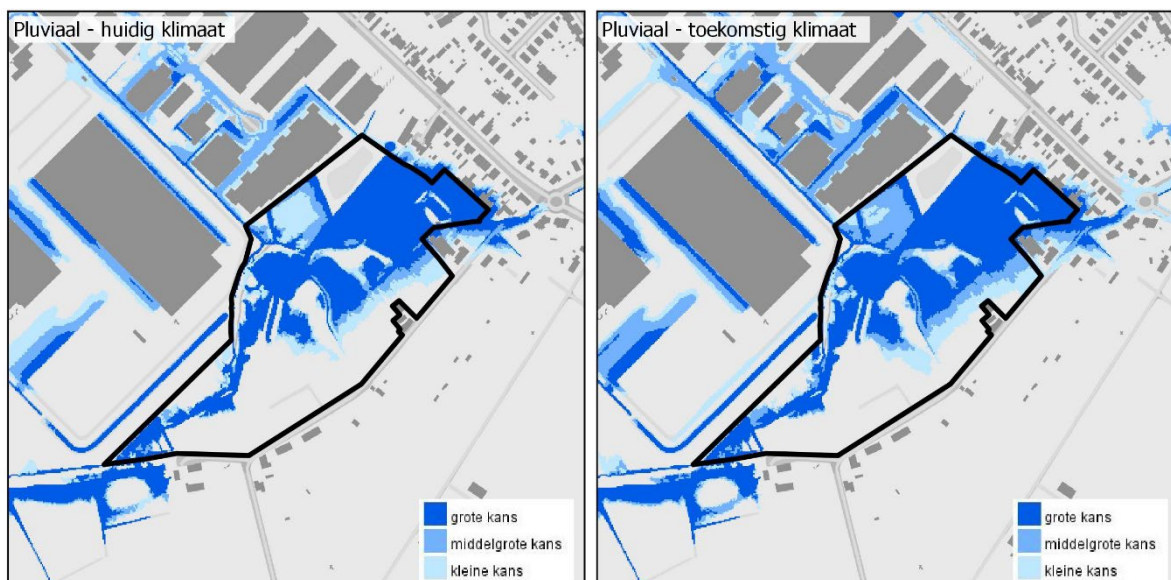 Pluviaal - huidig klimaat
grote kans
middelgrote kans
kleine kans
Pluviaal - toekomstig klimaat
grote kans
middelgrote kans
kleine kans